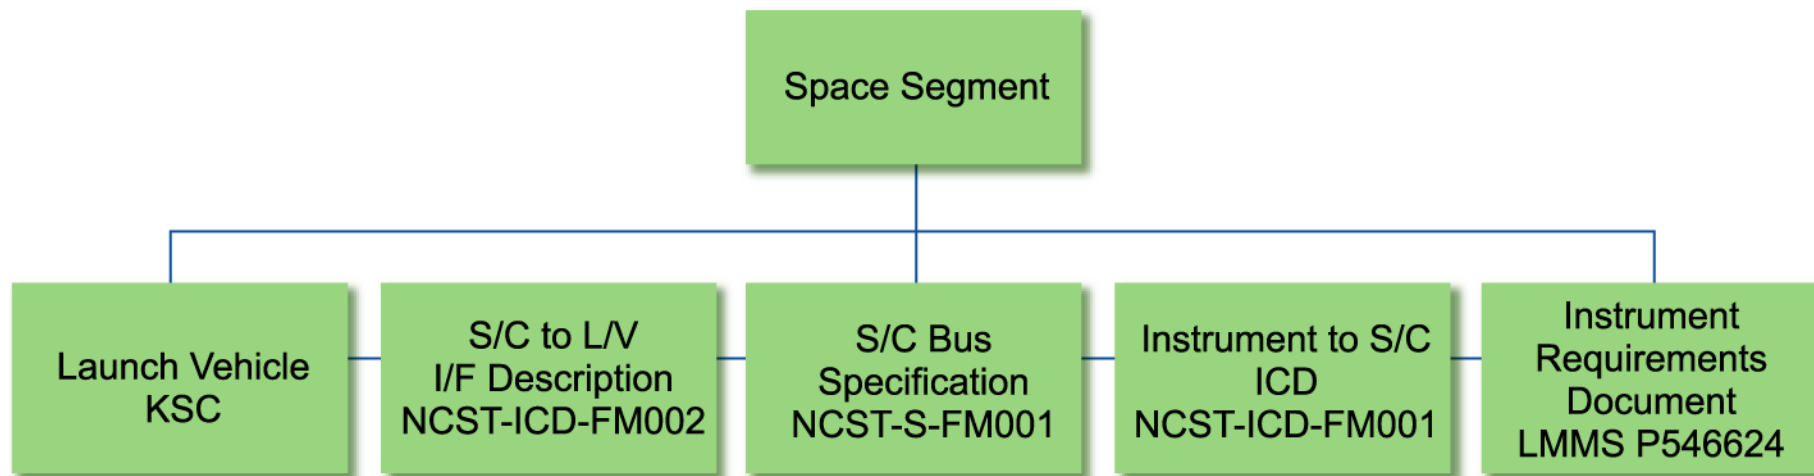 Space Segment
Launch Vehicle
KSC
S/C to L/V
I/F Description
NCST-ICD-FM002
S/C Bus
Specification
NCST-S-FM001
Instrument to S/C
ICD
NCST-ICD-FM001
Instrument
Requirements
Document
LMMS P546624